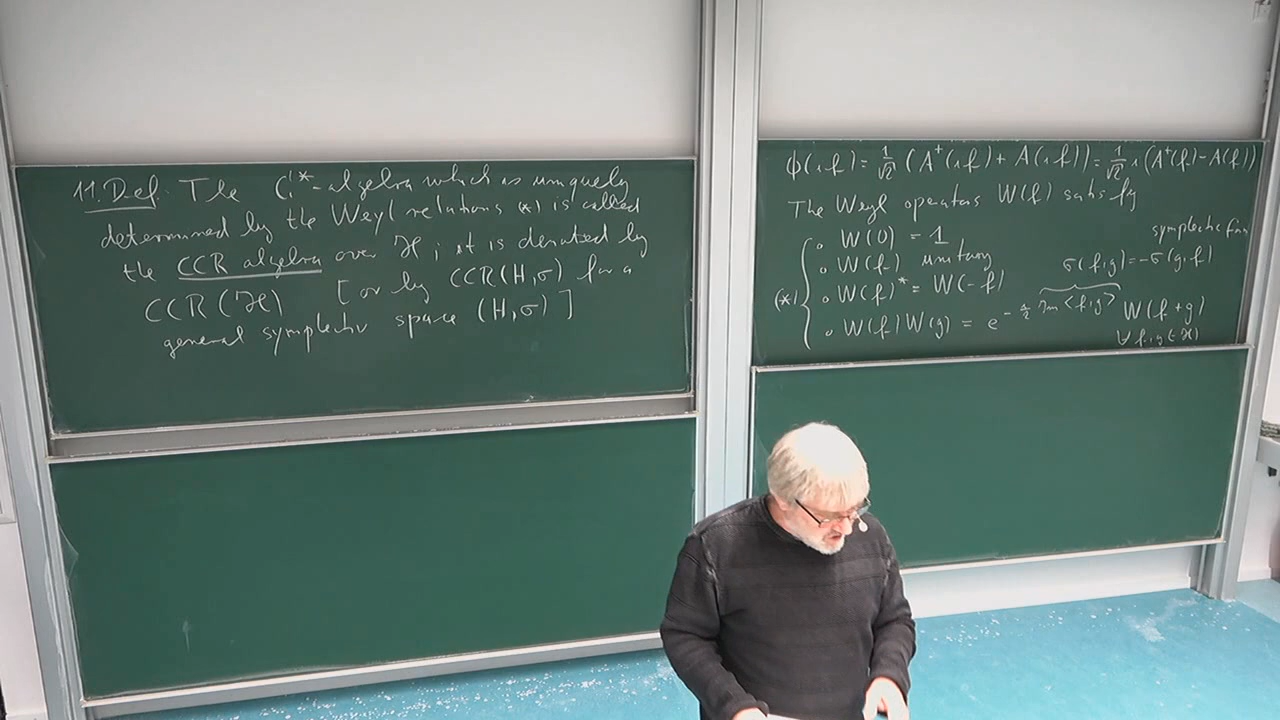 11. Def. The C*-algebra which is uniquely
determined by the Weyl relations (*) is called
the CCR algebra over ℋ; it is denoted by
CCR(ℋ) [or by CCR(H,σ) for a
general symplectic space (H,σ)]
ϕ(if) = 1/√2 (A⁺(if) + A(if)) = 1/√2 i (A⁺(f) - A(f))
The Weyl operators W(f) satisfy
symplectic form
∘ W(0) = 1
∘ W(f) unitary
σ(f,g) = -σ(g,f)
(*) ∘ W(f)* = W(-f)
∘ W(f) W(g) = e^{-i/2 Im<f,g>} W(f+g)
∀ f,g ∈ ℋ